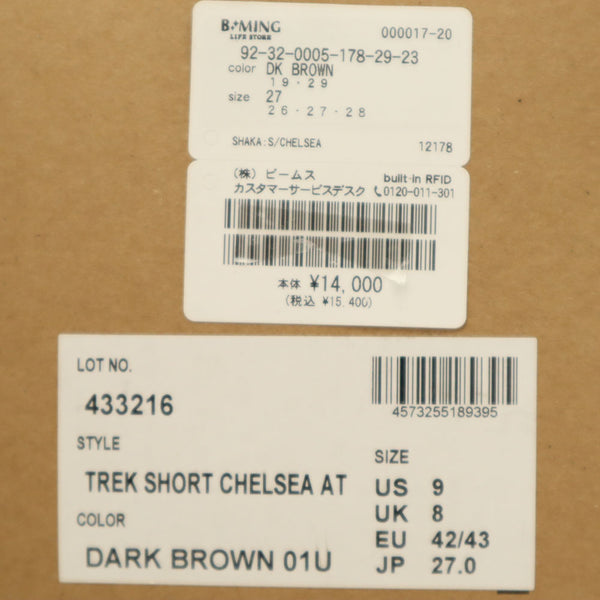 B:MING
LIFE STORE
000017-20
92-32-0005-178-29-23
color DK BROWN
19・29
size 27
26・27・28
SHAKA:S/CHELSEA 12178
(株) ビームス built-in RFID
カスタマーサービスデスク 0120-011-301
本体 ¥14,000
(税込 ¥15,400)
LOT NO.
433216
4573255189395
STYLE
TREK SHORT CHELSEA AT
COLOR
DARK BROWN 01U
SIZE
US 9
UK 8
EU 42/43
JP 27.0